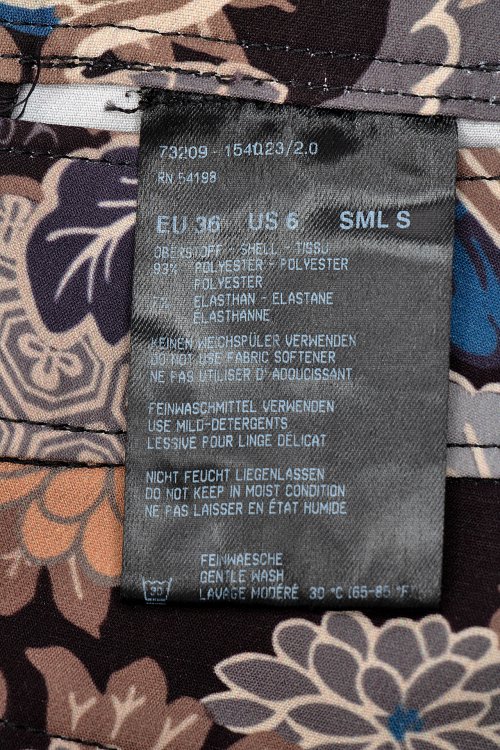 73209 - 154023/2.0
RN 54198
EU 36 US 6 SML S
OBERSTOFF - SHELL - TISSU
93% POLYESTER - POLYESTER
POLYESTER
7% ELASTHAN - ELASTANE
ELASTHANNE
KEINEN WEICHSPÜLER VERWENDEN
DO NOT USE FABRIC SOFTENER
NE PAS UTILISER D'ADOUCISSANT
FEINWASCHMITTEL VERWENDEN
USE MILD-DETERGENTS
LESSIVE POUR LINGE DÉLICAT
NICHT FEUCHT LIEGENLASSEN
DO NOT KEEP IN MOIST CONDITION
NE PAS LAISSER EN ÉTAT HUMIDE
FEINWAESCHE
GENTLE WASH
30 LAVAGE MODÉRÉ 30 °C (65-85 °F)